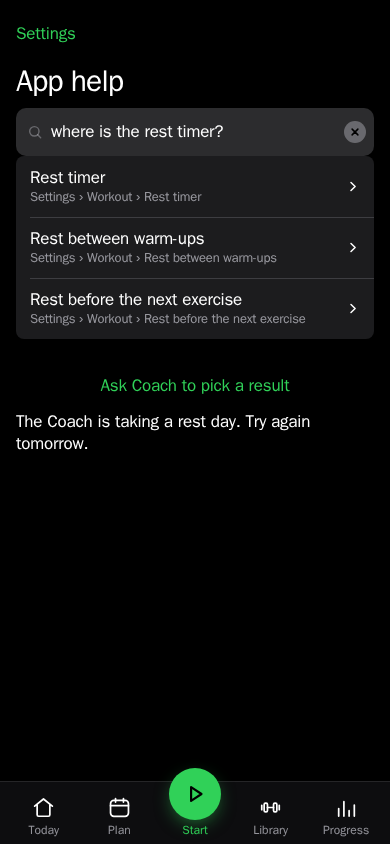 Settings
App help
where is the rest timer?
Rest timer
Settings › Workout › Rest timer
Rest between warm-ups
Settings › Workout › Rest between warm-ups
Rest before the next exercise
Settings › Workout › Rest before the next exercise
Ask Coach to pick a result
The Coach is taking a rest day. Try again
tomorrow.
Today
Plan
Start
Library
Progress